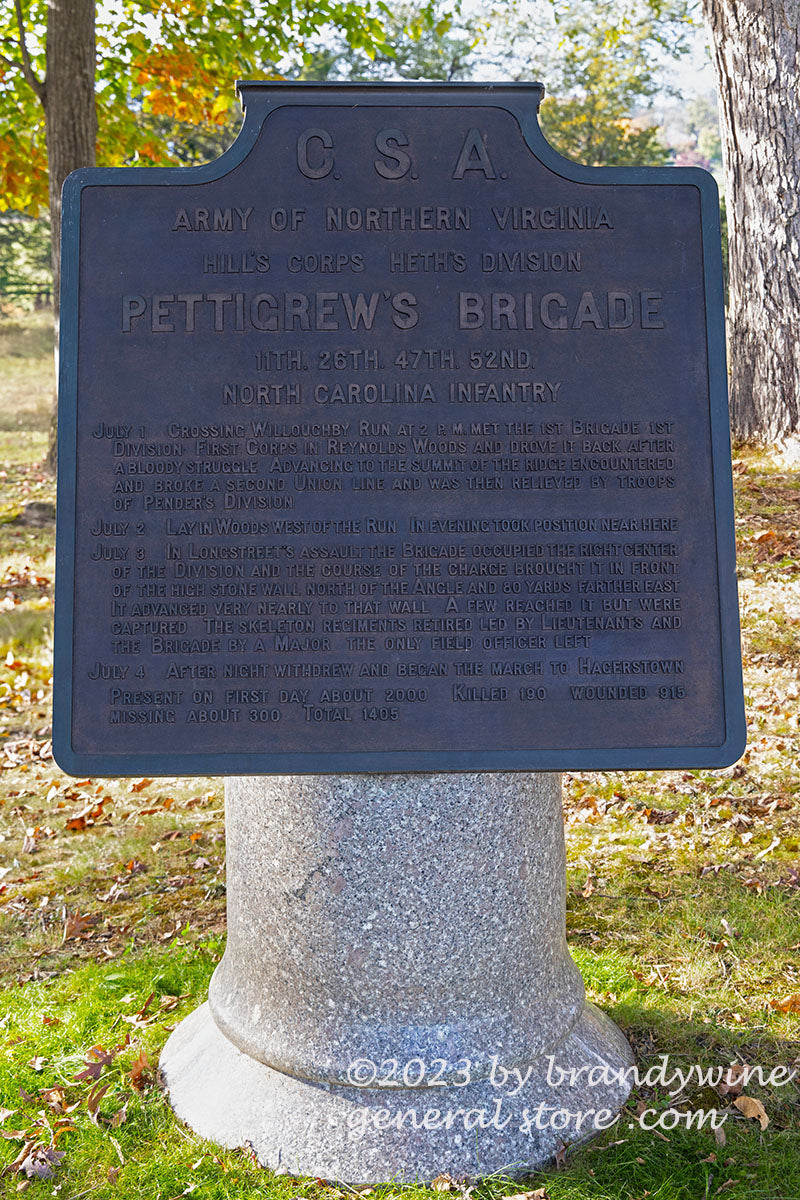 C. S. A.
ARMY OF NORTHERN VIRGINIA
HILL'S CORPS HETH'S DIVISION
PETTIGREW'S BRIGADE
11TH. 26TH. 47TH. 52ND.
NORTH CAROLINA INFANTRY
JULY 1 CROSSING WILLOUGHBY RUN AT 2 P. M. MET THE 1ST BRIGADE 1ST
DIVISION FIRST CORPS IN REYNOLDS WOODS AND DROVE IT BACK AFTER
A BLOODY STRUGGLE ADVANCING TO THE SUMMIT OF THE RIDGE ENCOUNTERED
AND BROKE A SECOND UNION LINE AND WAS THEN RELIEVED BY TROOPS
OF PENDER'S DIVISION
JULY 2 LAY IN WOODS WEST OF THE RUN IN EVENING TOOK POSITION NEAR HERE
JULY 3 IN LONGSTREET'S ASSAULT THE BRIGADE OCCUPIED THE RIGHT CENTER
OF THE DIVISION AND THE COURSE OF THE CHARGE BROUGHT IT IN FRONT
OF THE HIGH STONE WALL NORTH OF THE ANGLE AND 80 YARDS FARTHER EAST
IT ADVANCED VERY NEARLY TO THAT WALL A FEW REACHED IT BUT WERE
CAPTURED THE SKELETON REGIMENTS RETIRED LED BY LIEUTENANTS AND
THE BRIGADE BY A MAJOR THE ONLY FIELD OFFICER LEFT
JULY 4 AFTER NIGHT WITHDREW AND BEGAN THE MARCH TO HAGERSTOWN
PRESENT ON FIRST DAY ABOUT 2000 KILLED 190 WOUNDED 915
MISSING ABOUT 300 TOTAL 1405
©2023 by brandywine
general store .com